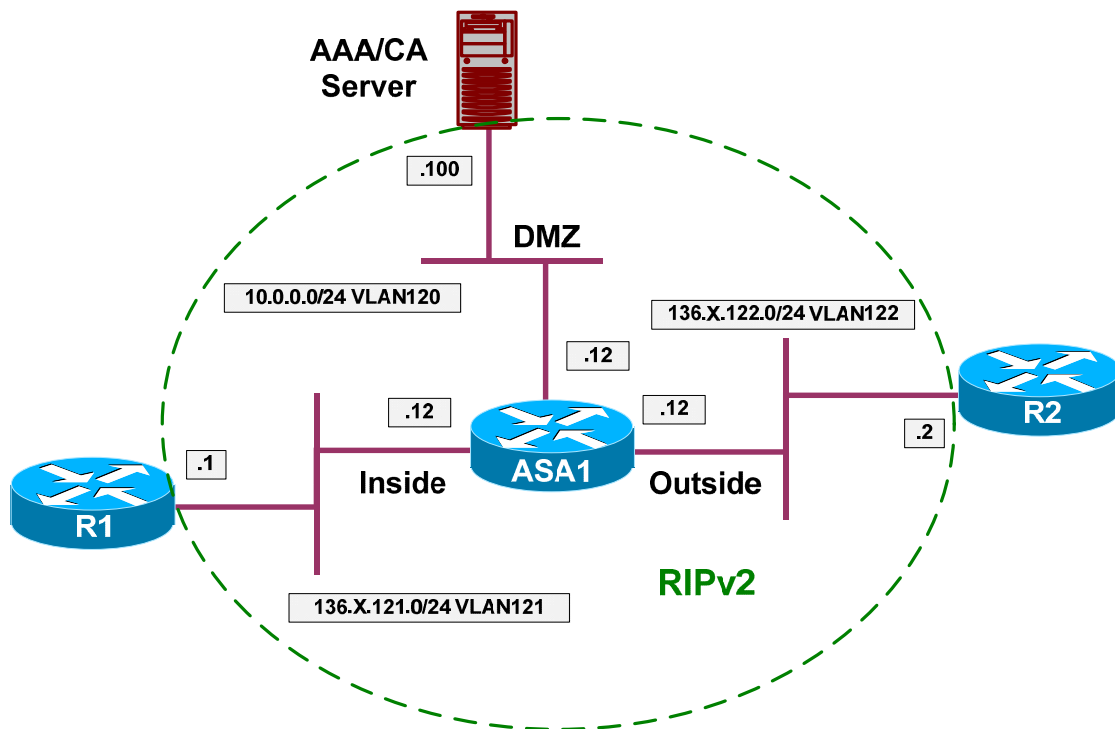 AAA/CA
Server
.100
DMZ
10.0.0.0/24 VLAN120
136.X.122.0/24 VLAN122
.12
.12
.12
R2
.2
.1
Inside
ASA1
Outside
R1
RIPv2
136.X.121.0/24 VLAN121